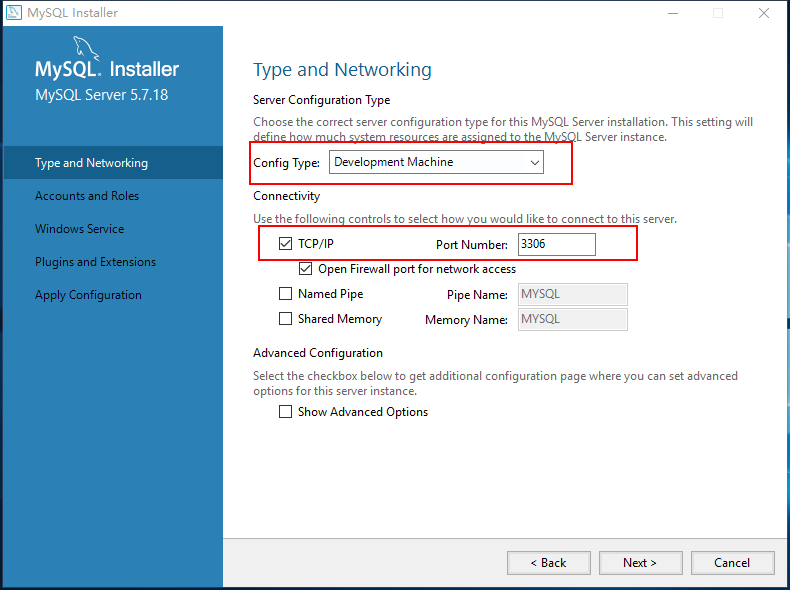 MySQL Installer
MySQL. Installer
MySQL Server 5.7.18
Type and Networking
Accounts and Roles
Windows Service
Plugins and Extensions
Apply Configuration
Type and Networking
Server Configuration Type
Choose the correct server configuration type for this MySQL Server installation. This setting will
define how much system resources are assigned to the MySQL Server instance.
Config Type: Development Machine
Connectivity
Use the following controls to select how you would like to connect to this server.
TCP/IP Port Number: 3306
Open Firewall port for network access
Named Pipe Pipe Name: MYSQL
Shared Memory Memory Name: MYSQL
Advanced Configuration
Select the checkbox below to get additional configuration page where you can set advanced
options for this server instance.
Show Advanced Options
< Back Next > Cancel